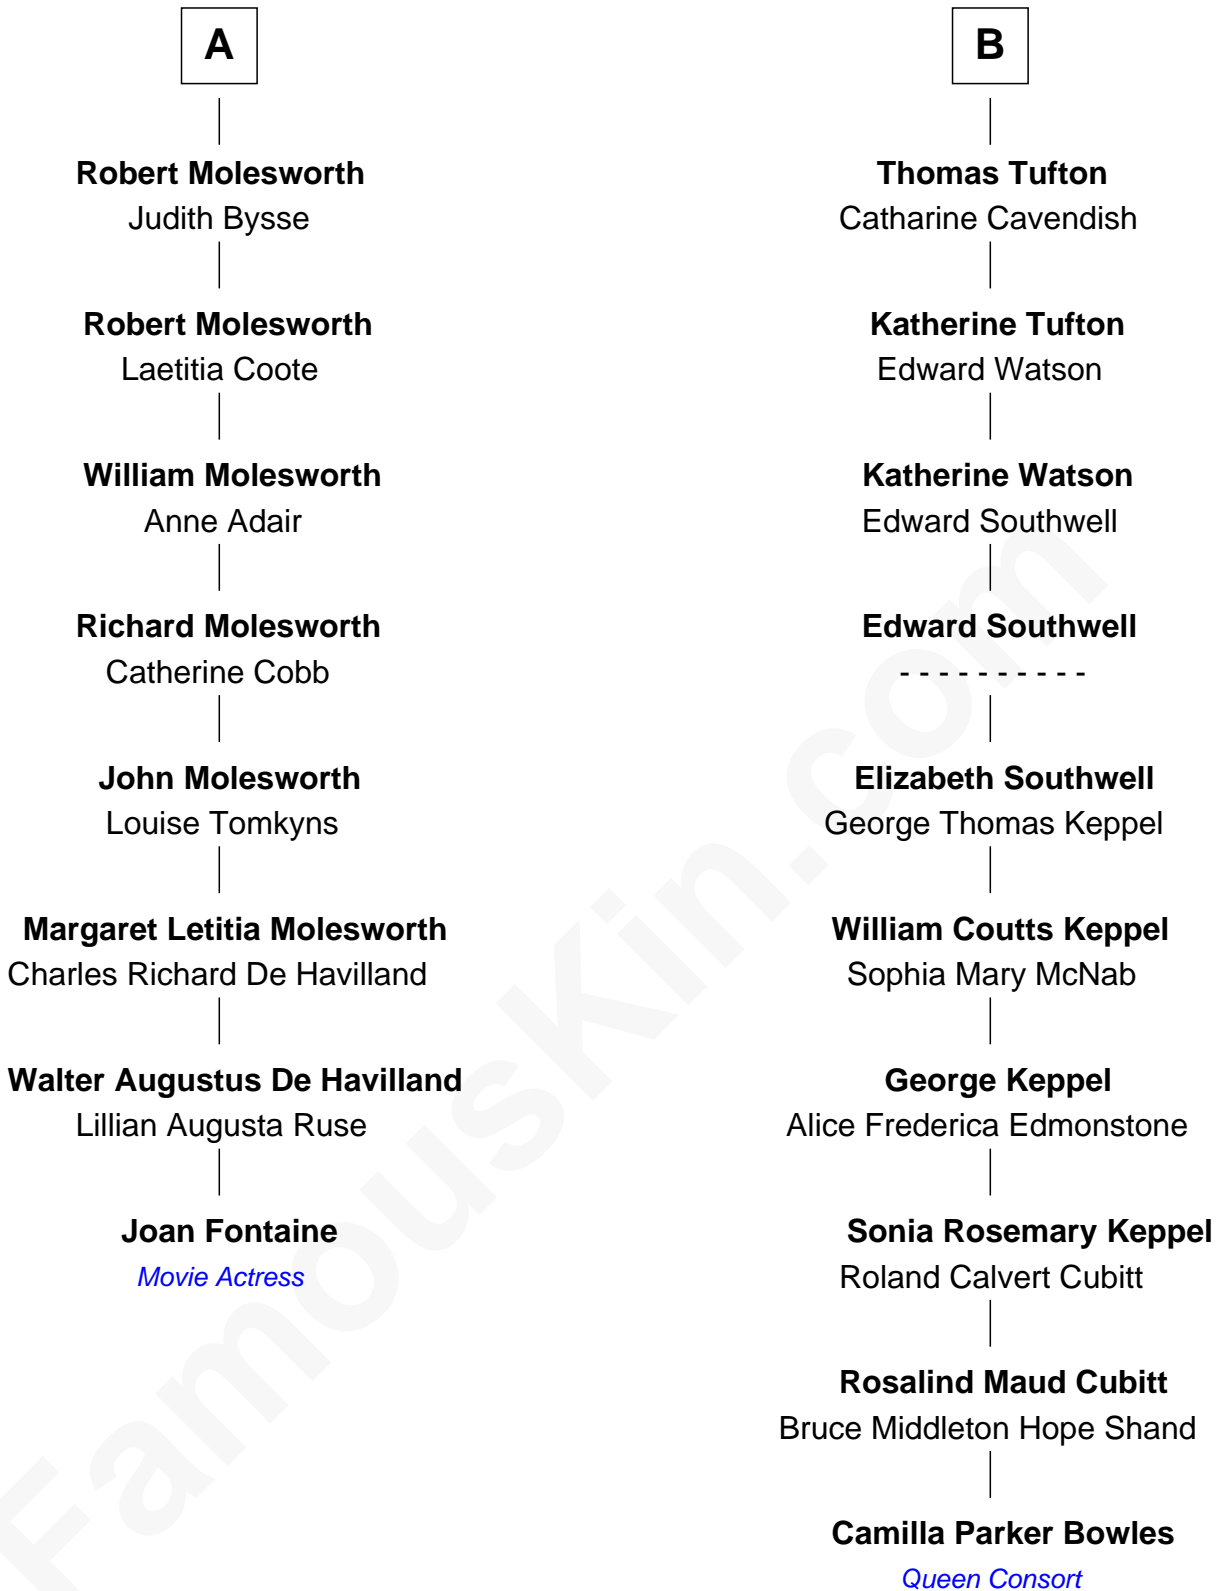 A
Robert Molesworth
Judith Bysse
Robert Molesworth
Laetitia Coote
William Molesworth
Anne Adair
Richard Molesworth
Catherine Cobb
John Molesworth
Louise Tomkyns
Margaret Letitia Molesworth
Charles Richard De Havilland
Walter Augustus De Havilland
Lillian Augusta Ruse
Joan Fontaine
Movie Actress
B
Thomas Tufton
Catharine Cavendish
Katherine Tufton
Edward Watson
Katherine Watson
Edward Southwell
Edward Southwell
- - - - - - - - - -
Elizabeth Southwell
George Thomas Keppel
William Coutts Keppel
Sophia Mary McNab
George Keppel
Alice Frederica Edmonstone
Sonia Rosemary Keppel
Roland Calvert Cubitt
Rosalind Maud Cubitt
Bruce Middleton Hope Shand
Camilla Parker Bowles
Queen Consort
FamousKin.com